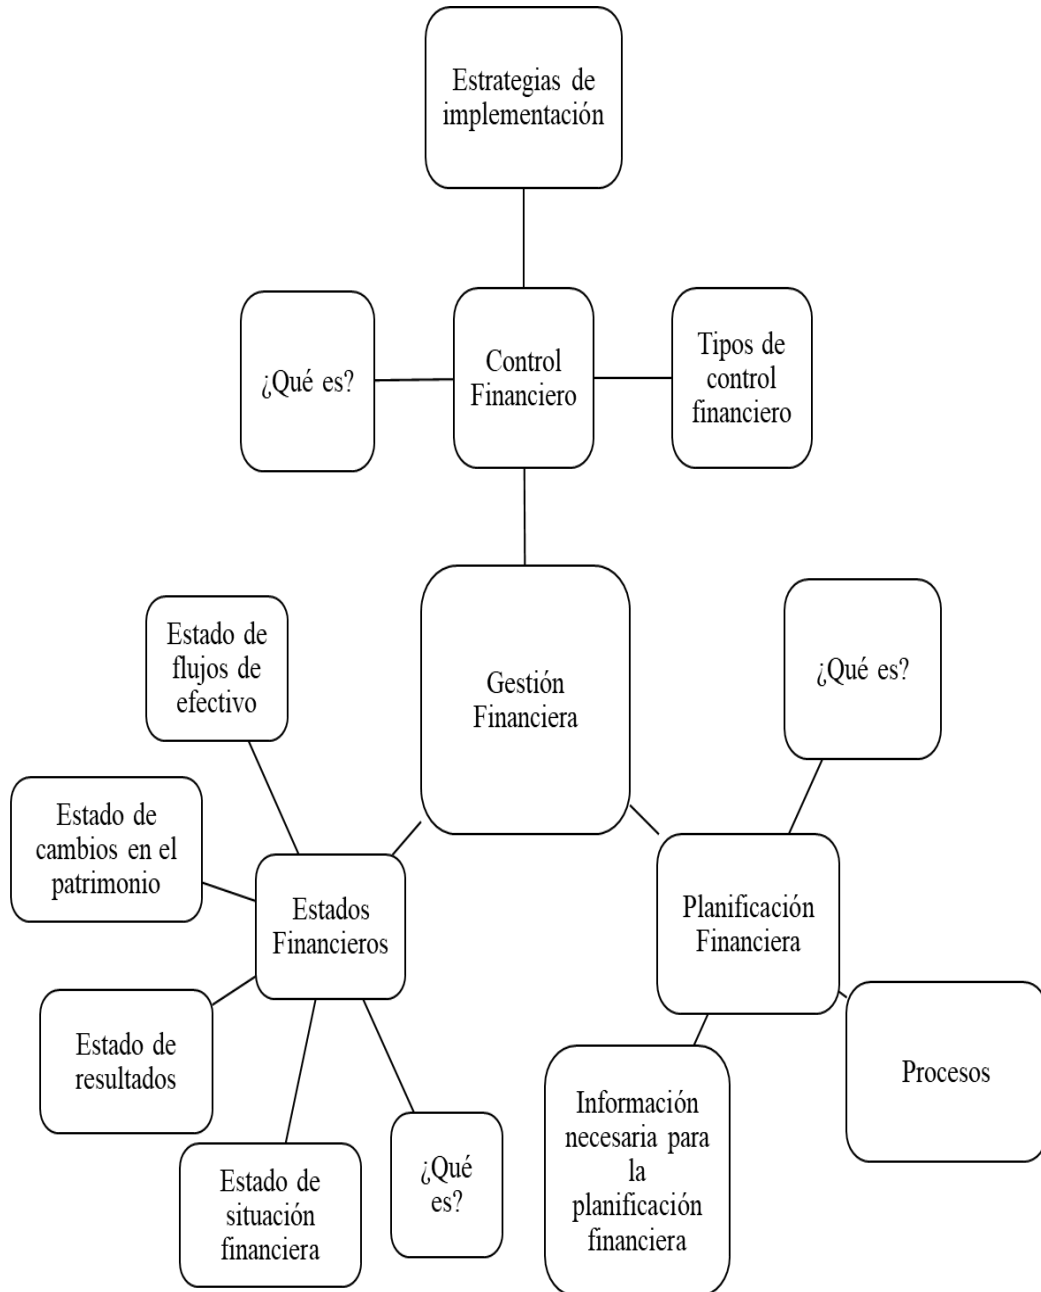 Estrategias de
implementación
¿Qué es?
Control
Financiero
Tipos de
control
financiero
Gestión
Financiera
Estado de
flujos de
efectivo
¿Qué es?
Estado de
cambios en el
patrimonio
Estados
Financieros
Planificación
Financiera
Estado de
resultados
Procesos
Estado de
situación
financiera
¿Qué
es?
Información
necesaria para
la
planificación
financiera